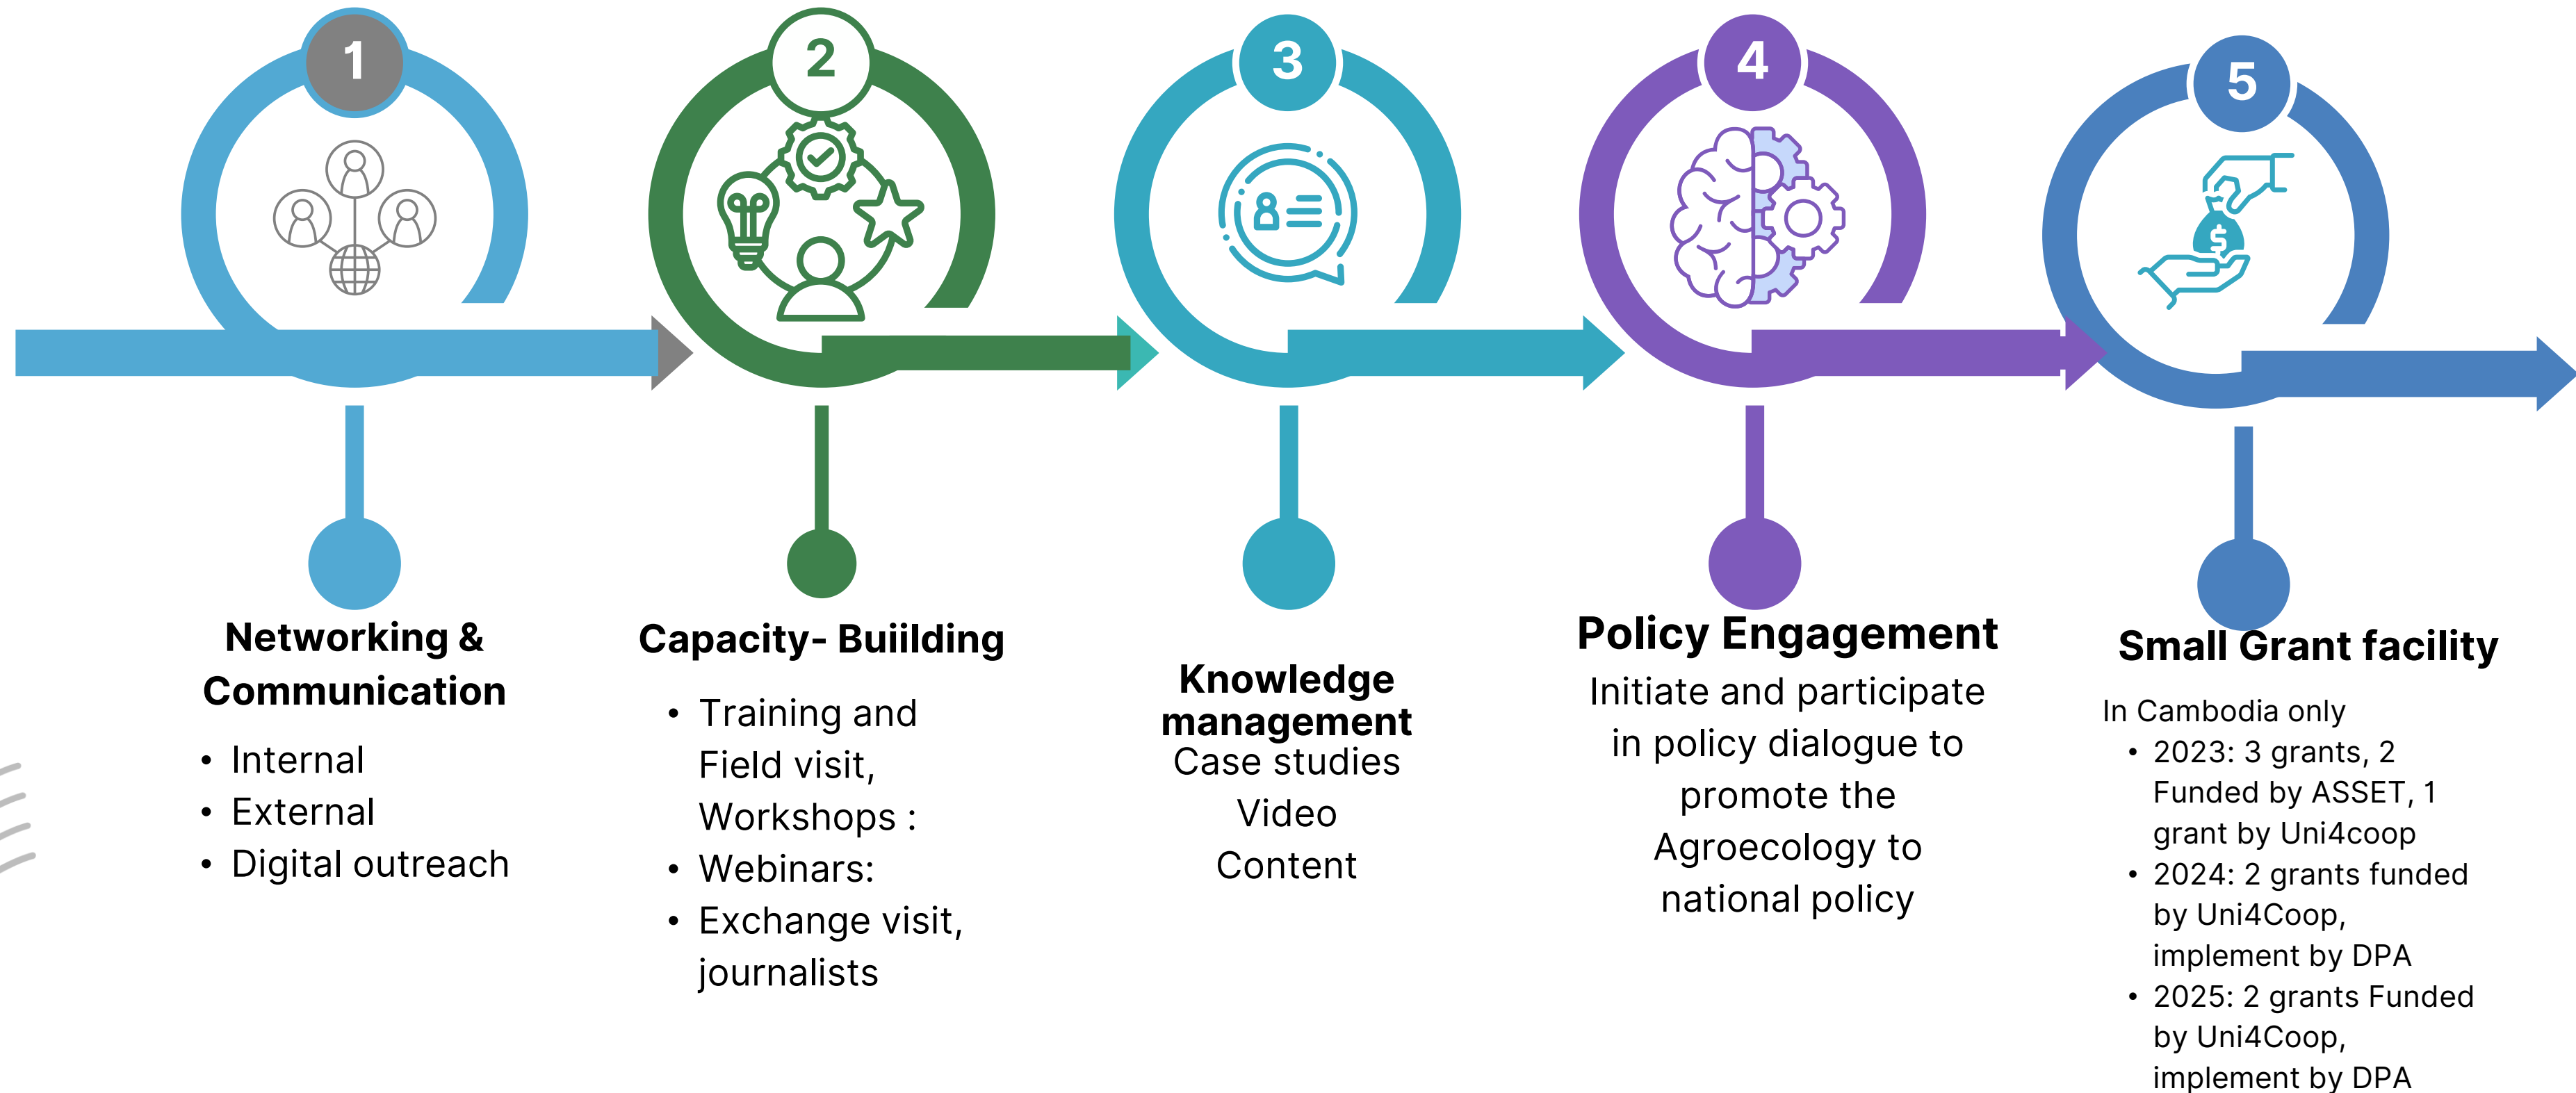 1
Networking &
Communication
• Internal
• External
• Digital outreach
2
Capacity- Buiilding
• Training and
Field visit,
Workshops :
• Webinars:
• Exchange visit,
journalists
3
Knowledge
management
Case studies
Video
Content
4
Policy Engagement
Initiate and participate
in policy dialogue to
promote the
Agroecology to
national policy
5
$
Small Grant facility
In Cambodia only
• 2023: 3 grants, 2
Funded by ASSET, 1
grant by Uni4coop
• 2024: 2 grants funded
by Uni4Coop,
implement by DPA
• 2025: 2 grants Funded
by Uni4Coop,
implement by DPA